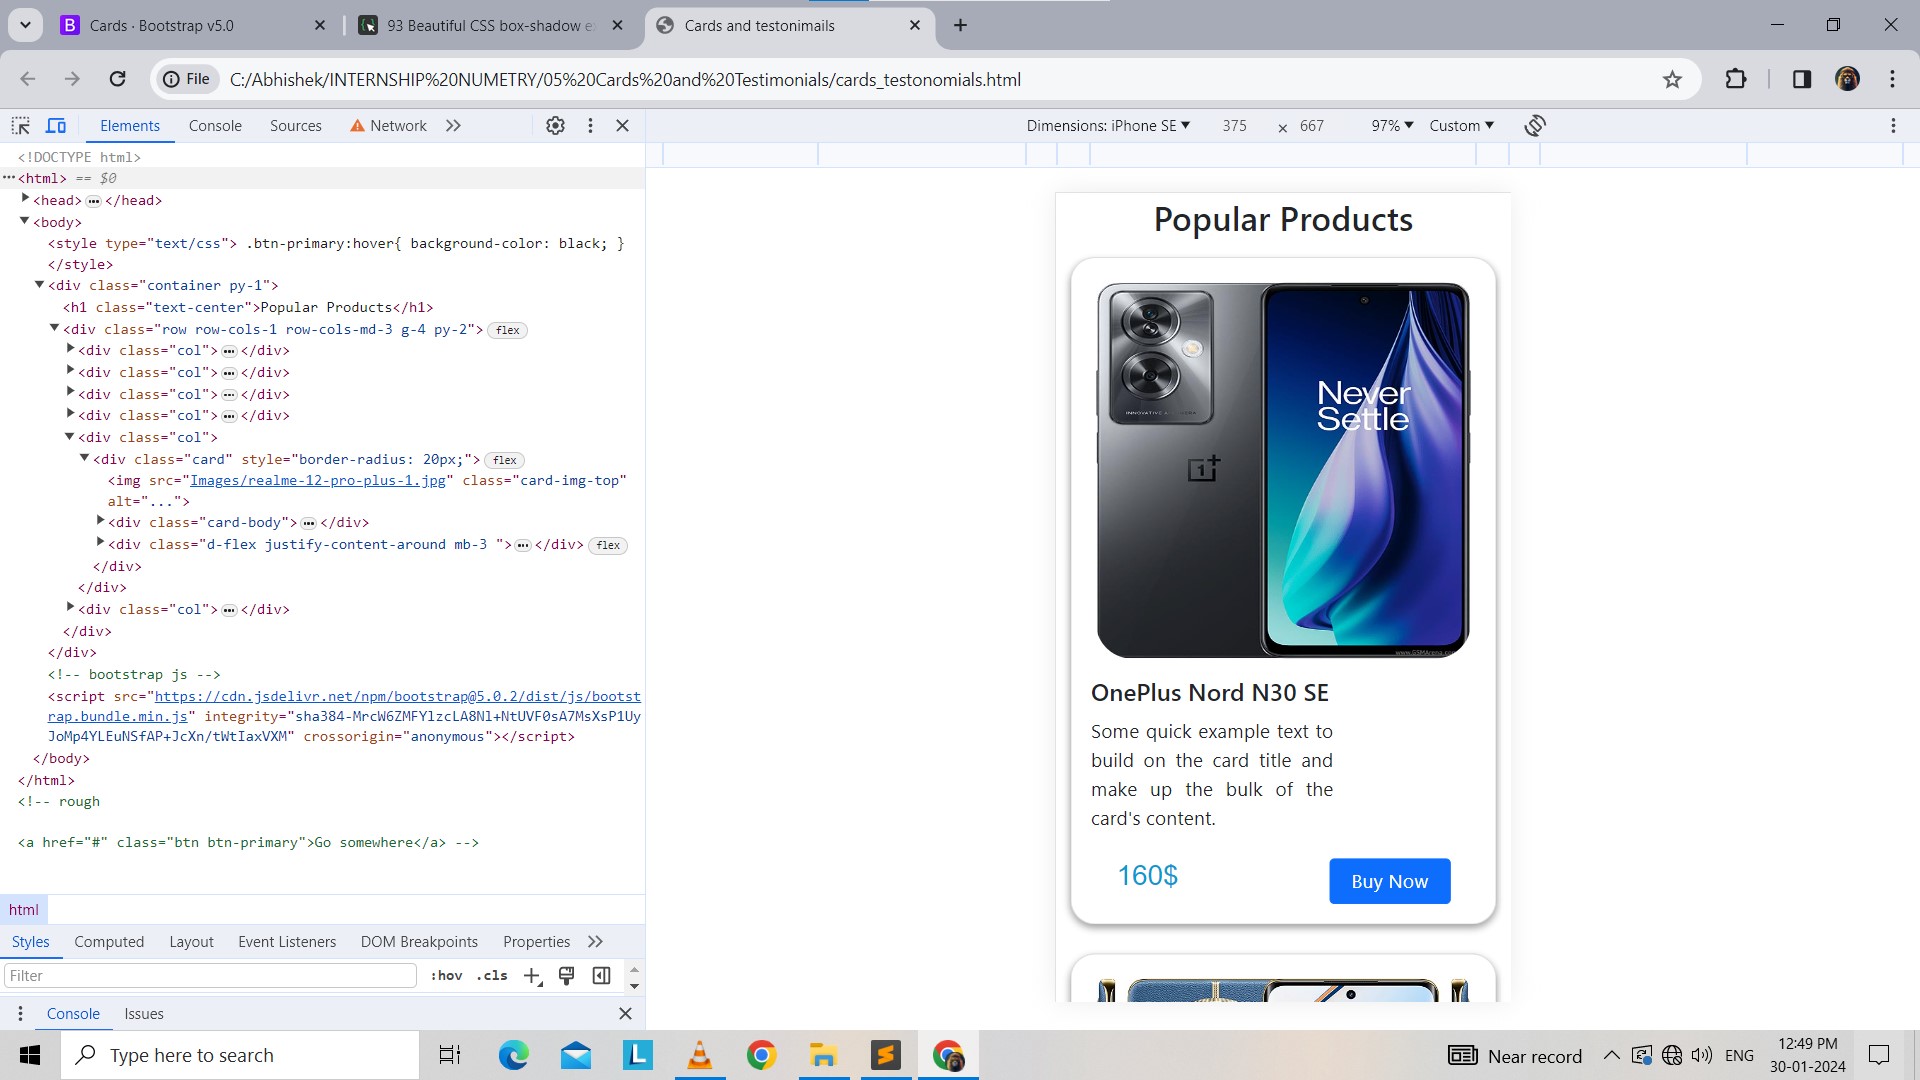 Cards · Bootstrap v5.0
93 Beautiful CSS box-shadow e
Cards and testonimails
File
C:/Abhishek/INTERNSHIP%20NUMETRY/05%20Cards%20and%20Testimonials/cards_testonomials.html
Elements
Console
Sources
Network
Dimensions: iPhone SE
375
×
667
97%
Custom
<!DOCTYPE html>
<html> == $0
<head> ... </head>
<body>
<style type="text/css"> .btn-primary:hover{ background-color: black; }
</style>
<div class="container py-1">
<h1 class="text-center">Popular Products</h1>
<div class="row row-cols-1 row-cols-md-3 g-4 py-2"> flex
<div class="col"> ... </div>
<div class="col"> ... </div>
<div class="col"> ... </div>
<div class="col"> ... </div>
<div class="col">
<div class="card" style="border-radius: 20px;"> flex
<img src="Images/realme-12-pro-plus-1.jpg" class="card-img-top"
alt="...">
<div class="card-body"> ... </div>
<div class="d-flex justify-content-around mb-3 "> ... </div> flex
</div>
</div>
<div class="col"> ... </div>
</div>
</div>
<!-- bootstrap js -->
<script src="https://cdn.jsdelivr.net/npm/bootstrap@5.0.2/dist/js/bootst
rap.bundle.min.js" integrity="sha384-MrcW6ZMFYlzcLA8Nl+NtUVF0sA7MsXsP1Uy
JoMp4YLEuNSfAP+JcXn/tWtIaxVXM" crossorigin="anonymous"></script>
</body>
</html>
<!-- rough
<a href="#" class="btn btn-primary">Go somewhere</a> -->
html
Styles
Computed
Layout
Event Listeners
DOM Breakpoints
Properties
Filter
:hov
.cls
Console
Issues
Popular Products
Never
Settle
www.GSMArena.co
OnePlus Nord N30 SE
Some quick example text to
build on the card title and
make up the bulk of the
card's content.
160$
Buy Now
Type here to search
Near record
ENG
12:49 PM
30-01-2024